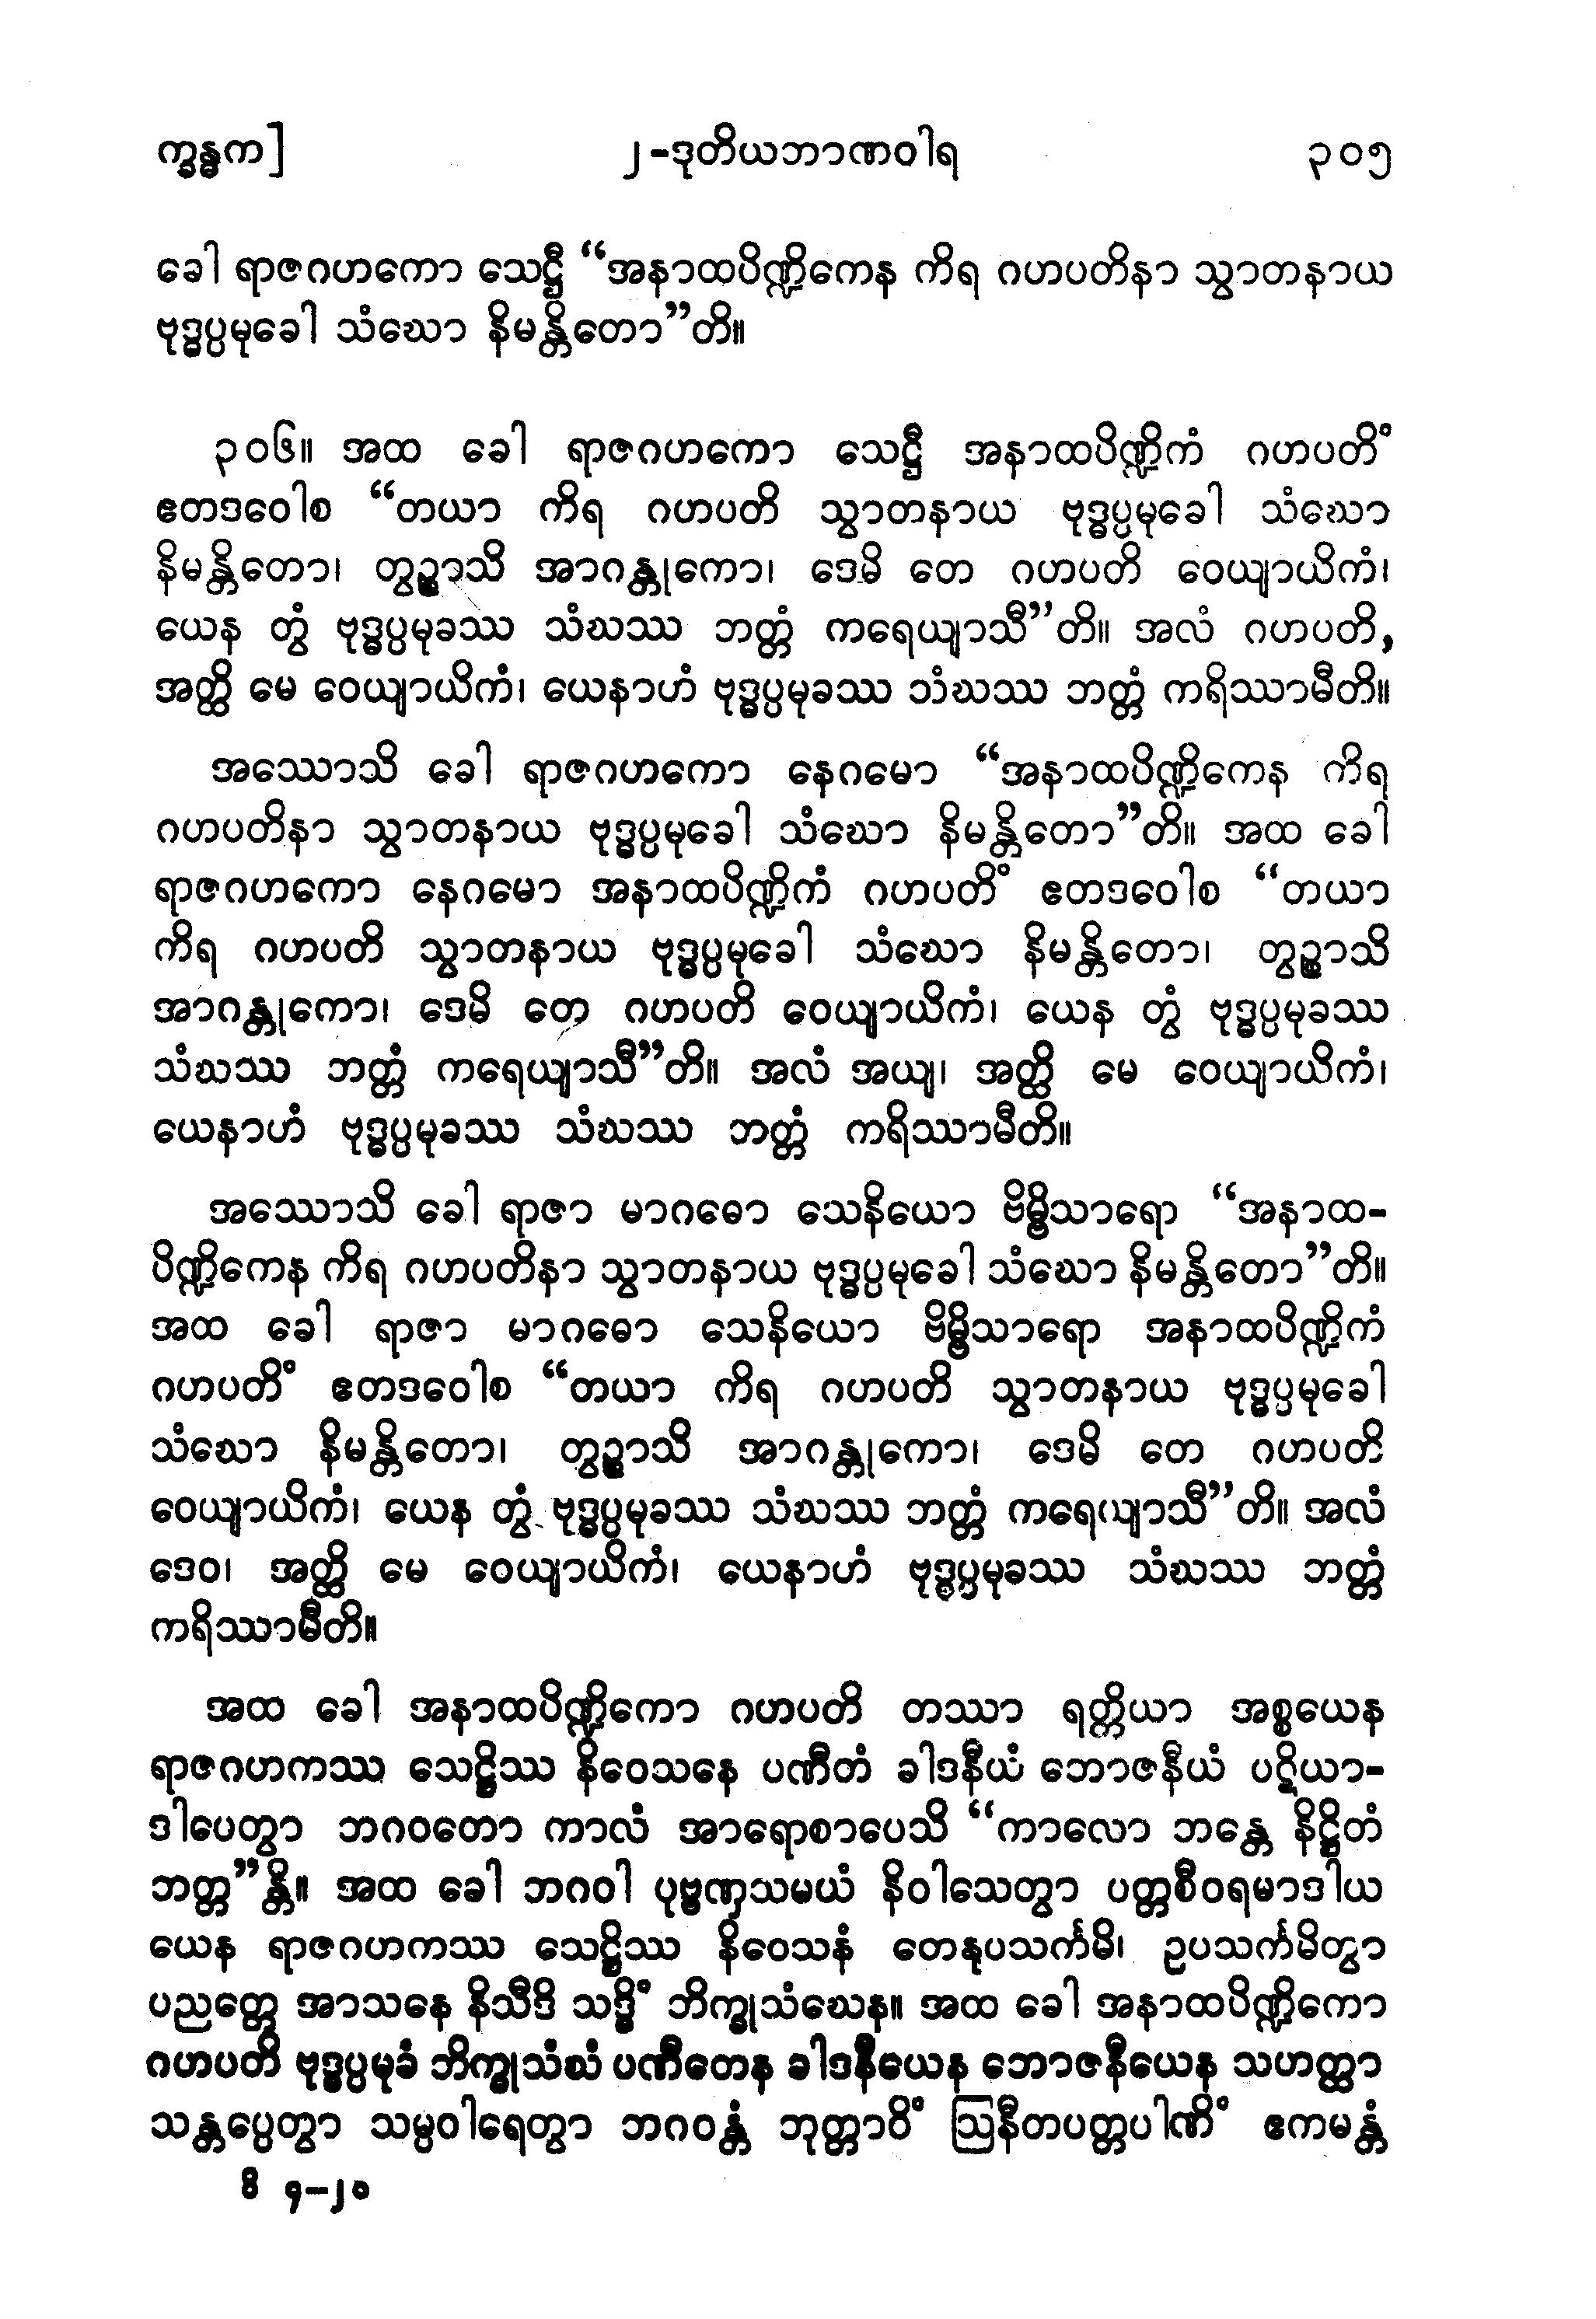 က္ခန္ဓက]
၂-ဒုတိယဘာဏဝါရ
၃၀၅
ခေါ ရာဇဂဟကော သေဋ္ဌီ “အနာထပိဏ္ဍိကေန ကိရ ဂဟပတိနာ သွာတနာယ
ဗုဒ္ဓပ္ပမုခေါ သံဃော နိမန္တိတော”တိ။
၃၀၆။ အထ ခေါ ရာဇဂဟကော သေဋ္ဌီ အနာထပိဏ္ဍိကံ ဂဟပတိံ
ဧတဒဝေါစ “တယာ ကိရ ဂဟပတိ သွာတနာယ ဗုဒ္ဓပ္ပမုခေါ သံဃော
နိမန္တိတော၊ တွဉ္စာသိ အာဂန္တုကော၊ ဒေမိ တေ ဂဟပတိ ဝေယျာယိကံ၊
ယေန တွံ ဗုဒ္ဓပ္ပမုခဿ သံဃဿ ဘတ္တံ ကရေယျာသီ”တိ။ အလံ ဂဟပတိ,
အတ္ထိ မေ ဝေယျာယိကံ၊ ယေနာဟံ ဗုဒ္ဓပ္ပမုခဿ သံဃဿ ဘတ္တံ ကရိဿာမီတိ။
အဿောသိ ခေါ ရာဇဂဟကော နေဂမော “အနာထပိဏ္ဍိကေန ကိရ
ဂဟပတိနာ သွာတနာယ ဗုဒ္ဓပ္ပမုခေါ သံဃော နိမန္တိတော”တိ။ အထ ခေါ
ရာဇဂဟကော နေဂမော အနာထပိဏ္ဍိကံ ဂဟပတိံ ဧတဒဝေါစ “တယာ
ကိရ ဂဟပတိ သွာတနာယ ဗုဒ္ဓပ္ပမုခေါ သံဃော နိမန္တိတော၊ တွဉ္စာသိ
အာဂန္တုကော၊ ဒေမိ တေ ဂဟပတိ ဝေယျာယိကံ၊ ယေန တွံ ဗုဒ္ဓပ္ပမုခဿ
သံဃဿ ဘတ္တံ ကရေယျာသီ”တိ။ အလံ အယျ၊ အတ္ထိ မေ ဝေယျာယိကံ၊
ယေနာဟံ ဗုဒ္ဓပ္ပမုခဿ သံဃဿ ဘတ္တံ ကရိဿာမီတိ။
အဿောသိ ခေါ ရာဇာ မာဂဓော သေနိယော ဗိမ္ဗိသာရော “အနာထ-
ပိဏ္ဍိကေန ကိရ ဂဟပတိနာ သွာတနာယ ဗုဒ္ဓပ္ပမုခေါ သံဃော နိမန္တိတော”တိ။
အထ ခေါ ရာဇာ မာဂဓော သေနိယော ဗိမ္ဗိသာရော အနာထပိဏ္ဍိကံ
ဂဟပတိံ ဧတဒဝေါစ “တယာ ကိရ ဂဟပတိ သွာတနာယ ဗုဒ္ဓပ္ပမုခေါ
သံဃော နိမန္တိတော၊ တွဉ္စာသိ အာဂန္တုကော၊ ဒေမိ တေ ဂဟပတိ
ဝေယျာယိကံ၊ ယေန တွံ ဗုဒ္ဓပ္ပမုခဿ သံဃဿ ဘတ္တံ ကရေယျာသီ”တိ။ အလံ
ဒေဝ၊ အတ္ထိ မေ ဝေယျာယိကံ၊ ယေနာဟံ ဗုဒ္ဓပ္ပမုခဿ သံဃဿ ဘတ္တံ
ကရိဿာမီတိ။
အထ ခေါ အနာထပိဏ္ဍိကော ဂဟပတိ တဿာ ရတ္တိယာ အစ္စယေန
ရာဇဂဟကဿ သေဋ္ဌိဿ နိဝေသနေ ပဏီတံ ခါဒနီယံ ဘောဇနီယံ ပဋိယာ-
ဒါပေတွာ ဘဂဝတော ကာလံ အာရောစာပေသိ “ကာလော ဘန္တေ နိဋ္ဌိတံ
ဘတ္တ”န္တိ။ အထ ခေါ ဘဂဝါ ပုဗ္ဗဏှသမယံ နိဝါသေတွာ ပတ္တစီဝရမာဒါယ
ယေန ရာဇဂဟကဿ သေဋ္ဌိဿ နိဝေသနံ တေနုပသင်္ကမိ၊ ဥပသင်္ကမိတွာ
ပညတ္တေ အာသနေ နိသီဒိ သဒ္ဓိံ ဘိက္ခုသံဃေန။ အထ ခေါ အနာထပိဏ္ဍိကော
ဂဟပတိ ဗုဒ္ဓပ္ပမုခံ ဘိက္ခုသံဃံ ပဏီတေန ခါဒနီယေန ဘောဇနီယေန သဟတ္ထာ
သန္တပ္ပေတွာ သမ္ပဝါရေတွာ ဘဂဝန္တံ ဘုတ္တာဝိံ ဩနီတပတ္တပါဏိံ ဧကမန္တံ
ဝိ ၄-၂၀